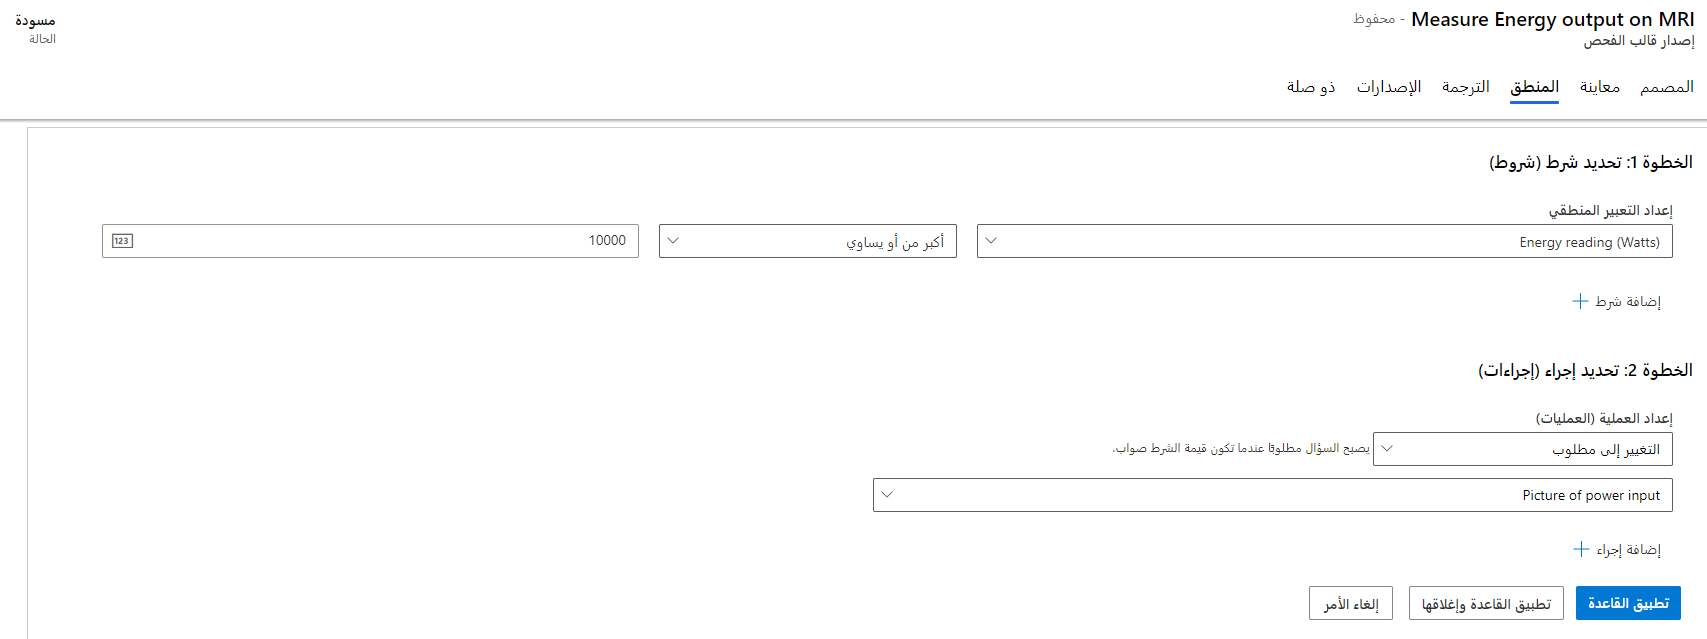 Measure Energy output on MRI - محفوظ
إصدار قالب الفحص
مسودة
الحالة
المصمم معاينة المنطق الترجمة الإصدارات ذو صلة
الخطوة 1: تحديد شرط (شروط)
إعداد التعبير المنطقي
Energy reading (Watts)
أكبر من أو يساوي
10000
123
إضافة شرط
الخطوة 2: تحديد إجراء (إجراءات)
إعداد العملية (العمليات)
التغيير إلى مطلوب
يصبح السؤال مطلوبًا عندما تكون قيمة الشرط صواب.
Picture of power input
إضافة إجراء
تطبيق القاعدة
تطبيق القاعدة وإغلاقها
إلغاء الأمر